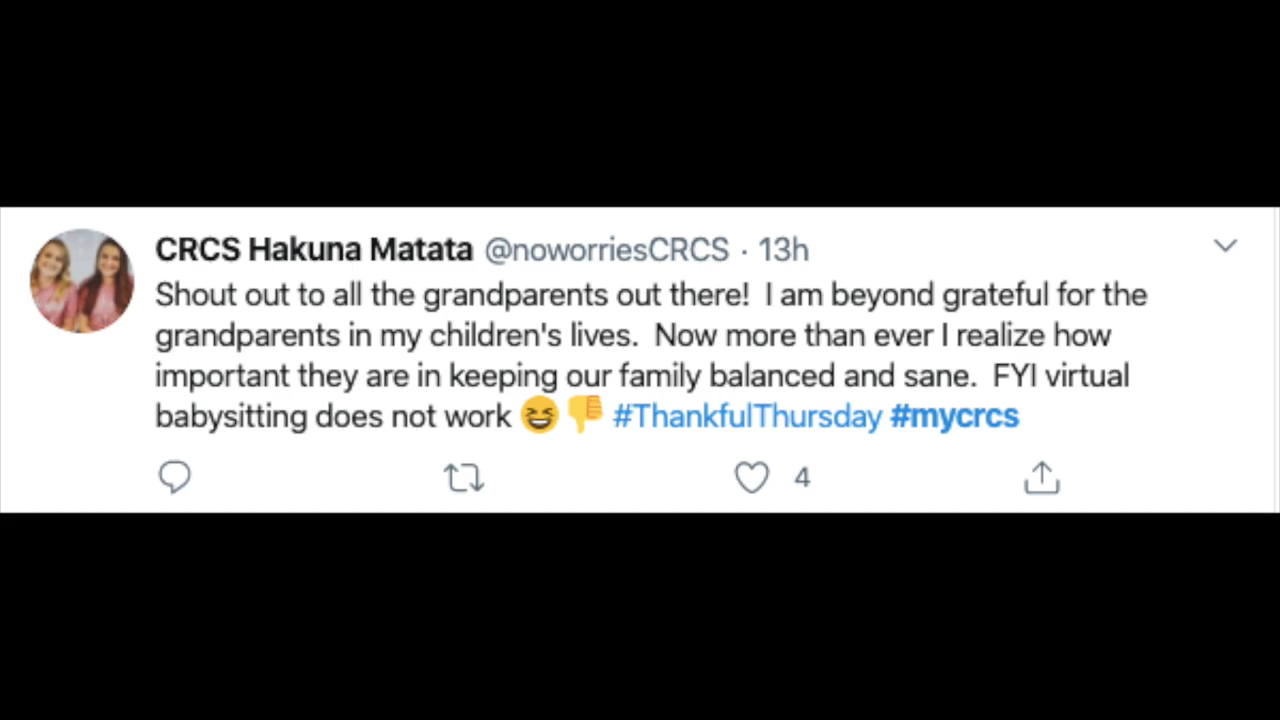 CRCS Hakuna Matata @noworriesCRCS · 13h
Shout out to all the grandparents out there!  I am beyond grateful for the
grandparents in my children's lives.  Now more than ever I realize how
important they are in keeping our family balanced and sane.  FYI virtual
babysitting does not work 😆 👎 #ThankfulThursday #mycrcs
4